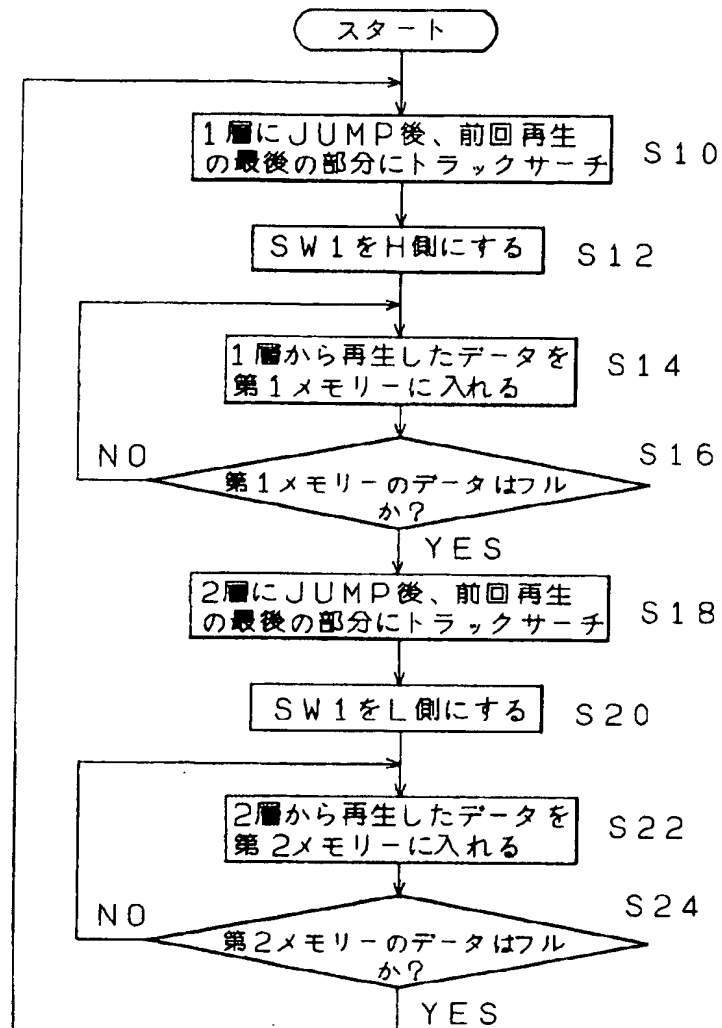 スタート
1層にJUMP後、前回再生
の最後の部分にトラックサーチ
S10
SW1をH側にする
S12
1層から再生したデータを
第1メモリーに入れる
S14
S16
NO
第1メモリーのデータはフル
か?
YES
2層にJUMP後、前回再生
の最後の部分にトラックサーチ
S18
SW1をL側にする
S20
2層から再生したデータを
第2メモリーに入れる
S22
S24
NO
第2メモリーのデータはフル
か?
YES